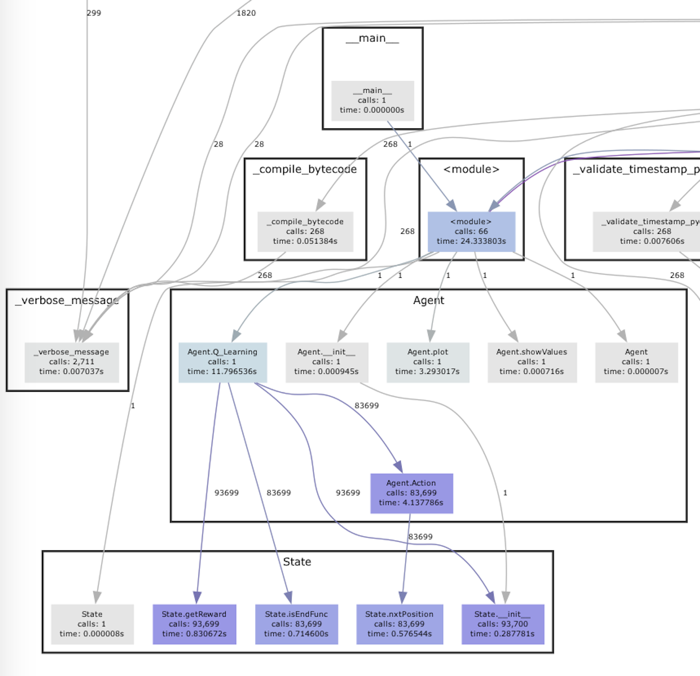 299
1820
__main__
__main__
calls: 1
time: 0.000000s
28
28
268
1
_compile_bytecode
_compile_bytecode
calls: 268
time: 0.051384s
<module>
<module>
calls: 66
time: 24.333803s
_validate_timestamp_p
_validate_timestamp_py
calls: 268
time: 0.007606s
268
268
1
1
1
1
1
268
_verbose_message
_verbose_message
calls: 2,711
time: 0.007037s
Agent
Agent.Q_Learning
calls: 1
time: 11.796536s
Agent.__init__
calls: 1
time: 0.000945s
Agent.plot
calls: 1
time: 3.293017s
Agent.showValues
calls: 1
time: 0.000716s
Agent
calls: 1
time: 0.000007s
1
83699
Agent.Action
calls: 83,699
time: 4.137786s
93699
83699
93699
1
83699
State
State
calls: 1
time: 0.000008s
State.getReward
calls: 93,699
time: 0.830672s
State.isEndFunc
calls: 83,699
time: 0.714600s
State.nxtPosition
calls: 83,699
time: 0.576544s
State.__init__
calls: 93,700
time: 0.287781s